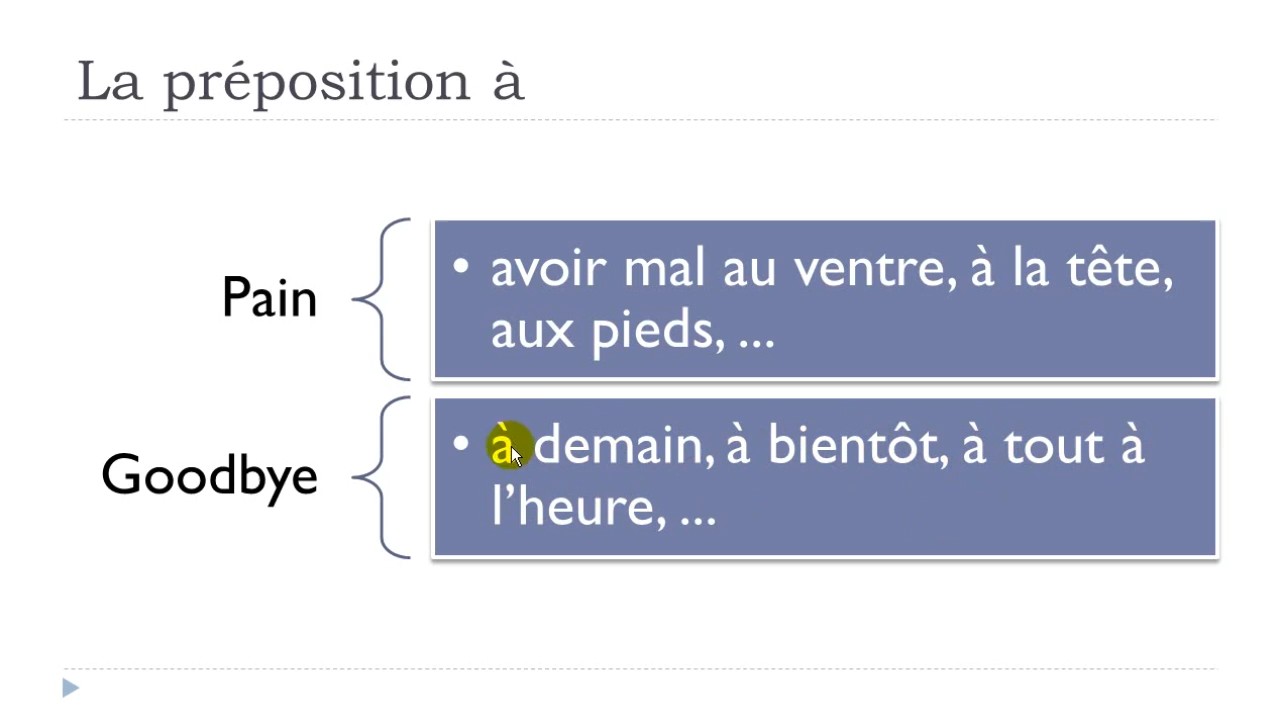 La préposition à
Pain
• avoir mal au ventre, à la tête,
aux pieds, ...
Goodbye
• à demain, à bientôt, à tout à
l’heure, ...